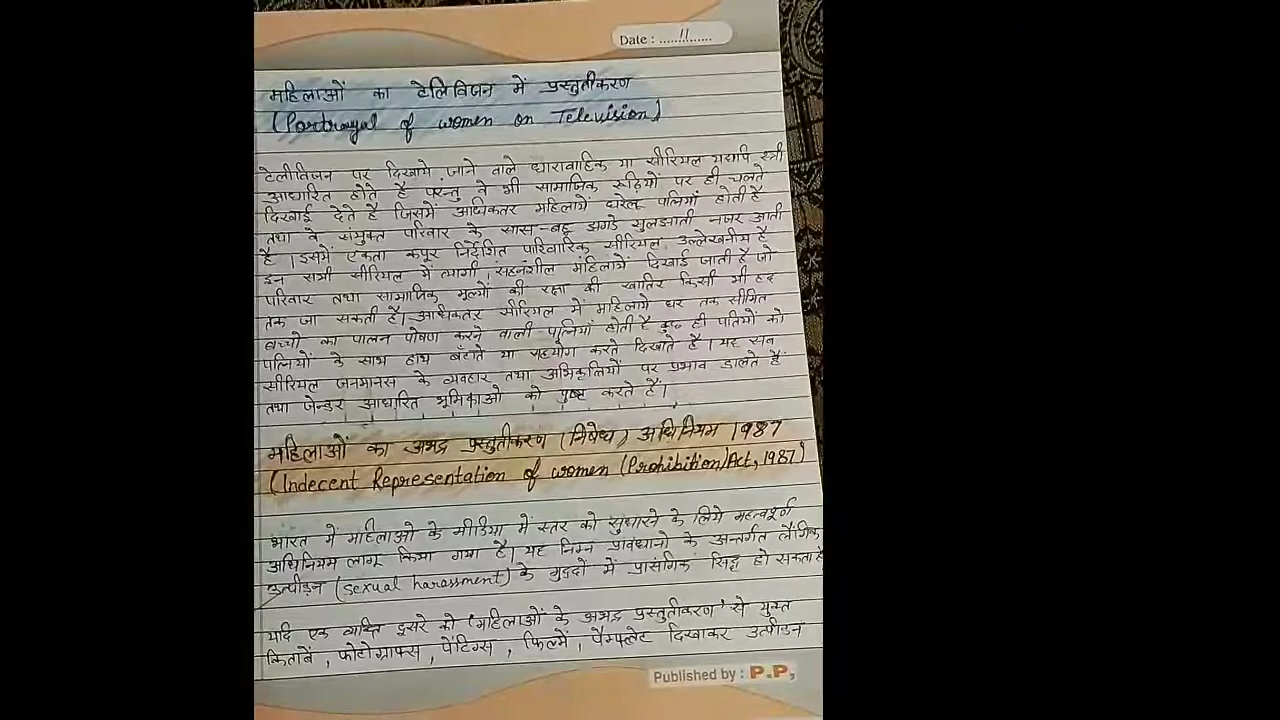 Date : .....//......
महिलाओं का टेलिविजन में प्रस्तुतीकरण
(Portrayal of women on Television)
टेलीविजन पर दिखाये जाने वाले धारावाहिक या सीरियल यद्यपि स्त्री
आधारित होते है परन्तु वे भी सामाजिक रूढ़ियों पर ही चलते
दिखाई देते है जिसमें अधिकतर महिलायें घरेलू पत्नियां होती है
तथा वे संयुक्त परिवार के सास-बहू झगडे सुलझाती नजर आती
है । इसमें एकता कपूर निर्देशित पारिवारिक सीरियल उल्लेखनीय है
इन सभी सीरियल में त्यागी, सहनशील महिलायें दिखाई जाती है जो
परिवार तथा सामाजिक मूल्यों की रक्षा की खातिर किसी भी हद
तक जा सकती है। अधिकतर सीरियल में महिलाये घर तक सीमित
बच्चो का पालन पोषण करने वाली पत्नियां होती है कुछ ही पतियों को
पत्नियों के साथ हाथ बँटाते या सहयोग करते दिखाते है । यह सब
सीरियल जनमानस के व्यवहार तथा अभिवृत्तियों पर प्रभाव डालते हैं
तथा जेन्डर आधारित भूमिकाओ को पुष्ट करते है।
महिलाओं का अभद्र प्रस्तुतीकरण (निषेध) अधिनियम 1987
(Indecent Representation of women (Prohibition) Act, 1987)
भारत में महिलाओ के मीडिया में स्तर को सुधारने के लिये महत्वपूर्ण
अधिनियम लागू किया गया है। यह निम्न प्रावधानो के अन्तर्गत लैंगिक
उत्पीड़न (sexual harassment) के मुद्दो में प्रासंगिक सिद्ध हो सकता है
यदि एक व्यक्ति दूसरे को 'महिलाओं के अभद्र प्रस्तुतीकरण' से युक्त
किताबें , फोटोग्राफ्स , पेंटिग्स , फिल्में, पैम्फ्लेट दिखाकर उत्पीडन
Published by : P.P,